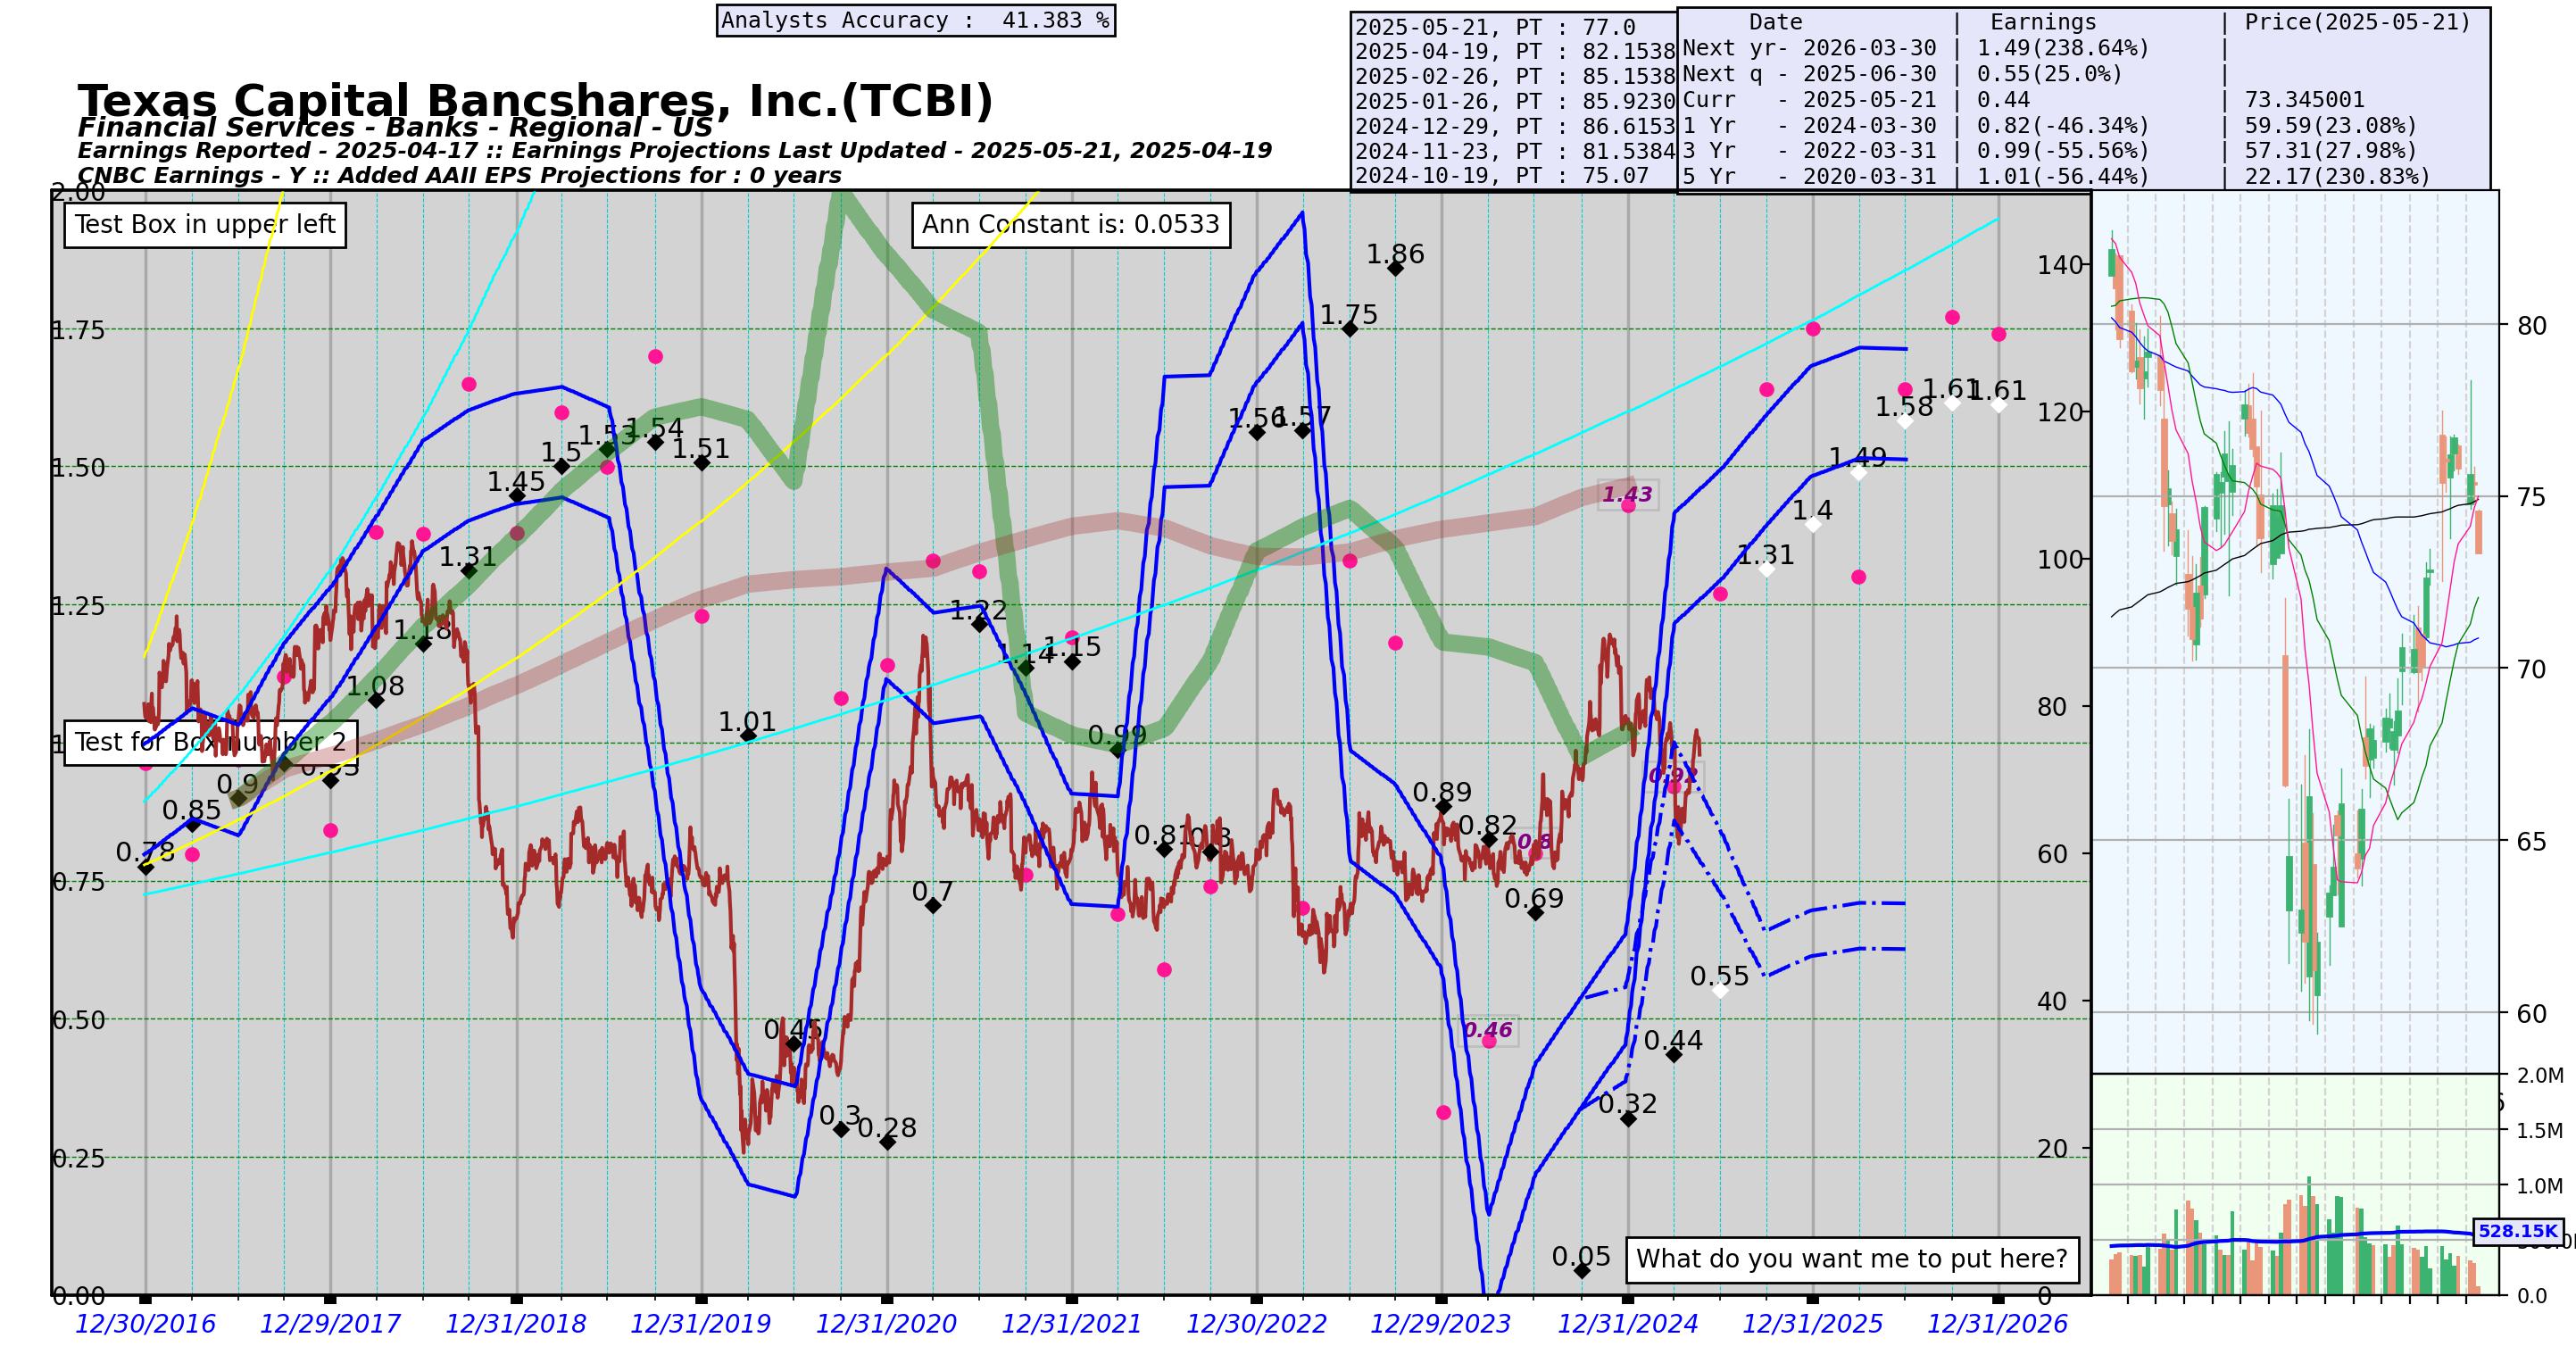 Analysts Accuracy :  41.383 %
2025-05-21, PT : 77.0
2025-04-19, PT : 82.1538
2025-02-26, PT : 85.1538
2025-01-26, PT : 85.9230
2024-12-29, PT : 86.6153
2024-11-23, PT : 81.5384
2024-10-19, PT : 75.07
Date | Earnings | Price(2025-05-21)
Next yr- 2026-03-30 | 1.49(238.64%) |
Next q - 2025-06-30 | 0.55(25.0%) |
Curr - 2025-05-21 | 0.44 | 73.345001
1 Yr - 2024-03-30 | 0.82(-46.34%) | 59.59(23.08%)
3 Yr - 2022-03-31 | 0.99(-55.56%) | 57.31(27.98%)
5 Yr - 2020-03-31 | 1.01(-56.44%) | 22.17(230.83%)
Texas Capital Bancshares, Inc.(TCBI)
Financial Services - Banks - Regional - US
Earnings Reported - 2025-04-17 :: Earnings Projections Last Updated - 2025-05-21, 2025-04-19
CNBC Earnings - Y :: Added AAII EPS Projections for : 0 years
Test Box in upper left
Ann Constant is: 0.0533
Test for Box number 2
What do you want me to put here?
2.00
1.75
1.50
1.25
0.75
0.50
0.25
0.00
0.78
0.85
0.9
1.08
1.18
1.31
1.45
1.5
1.53
1.54
1.51
1.01
0.45
0.3
0.28
0.7
1.22
1.14
1.15
0.99
0.81
0.8
1.56
1.57
1.75
1.86
0.89
0.82
0.46
0.8
0.69
0.05
0.32
1.43
0.92
0.44
0.55
1.31
1.4
1.49
1.58
1.61
1.61
140
120
100
80
60
40
20
0
80
75
70
65
60
2.0M
1.5M
1.0M
528.15K
0.0
12/30/2016
12/29/2017
12/31/2018
12/31/2019
12/31/2020
12/31/2021
12/30/2022
12/29/2023
12/31/2024
12/31/2025
12/31/2026